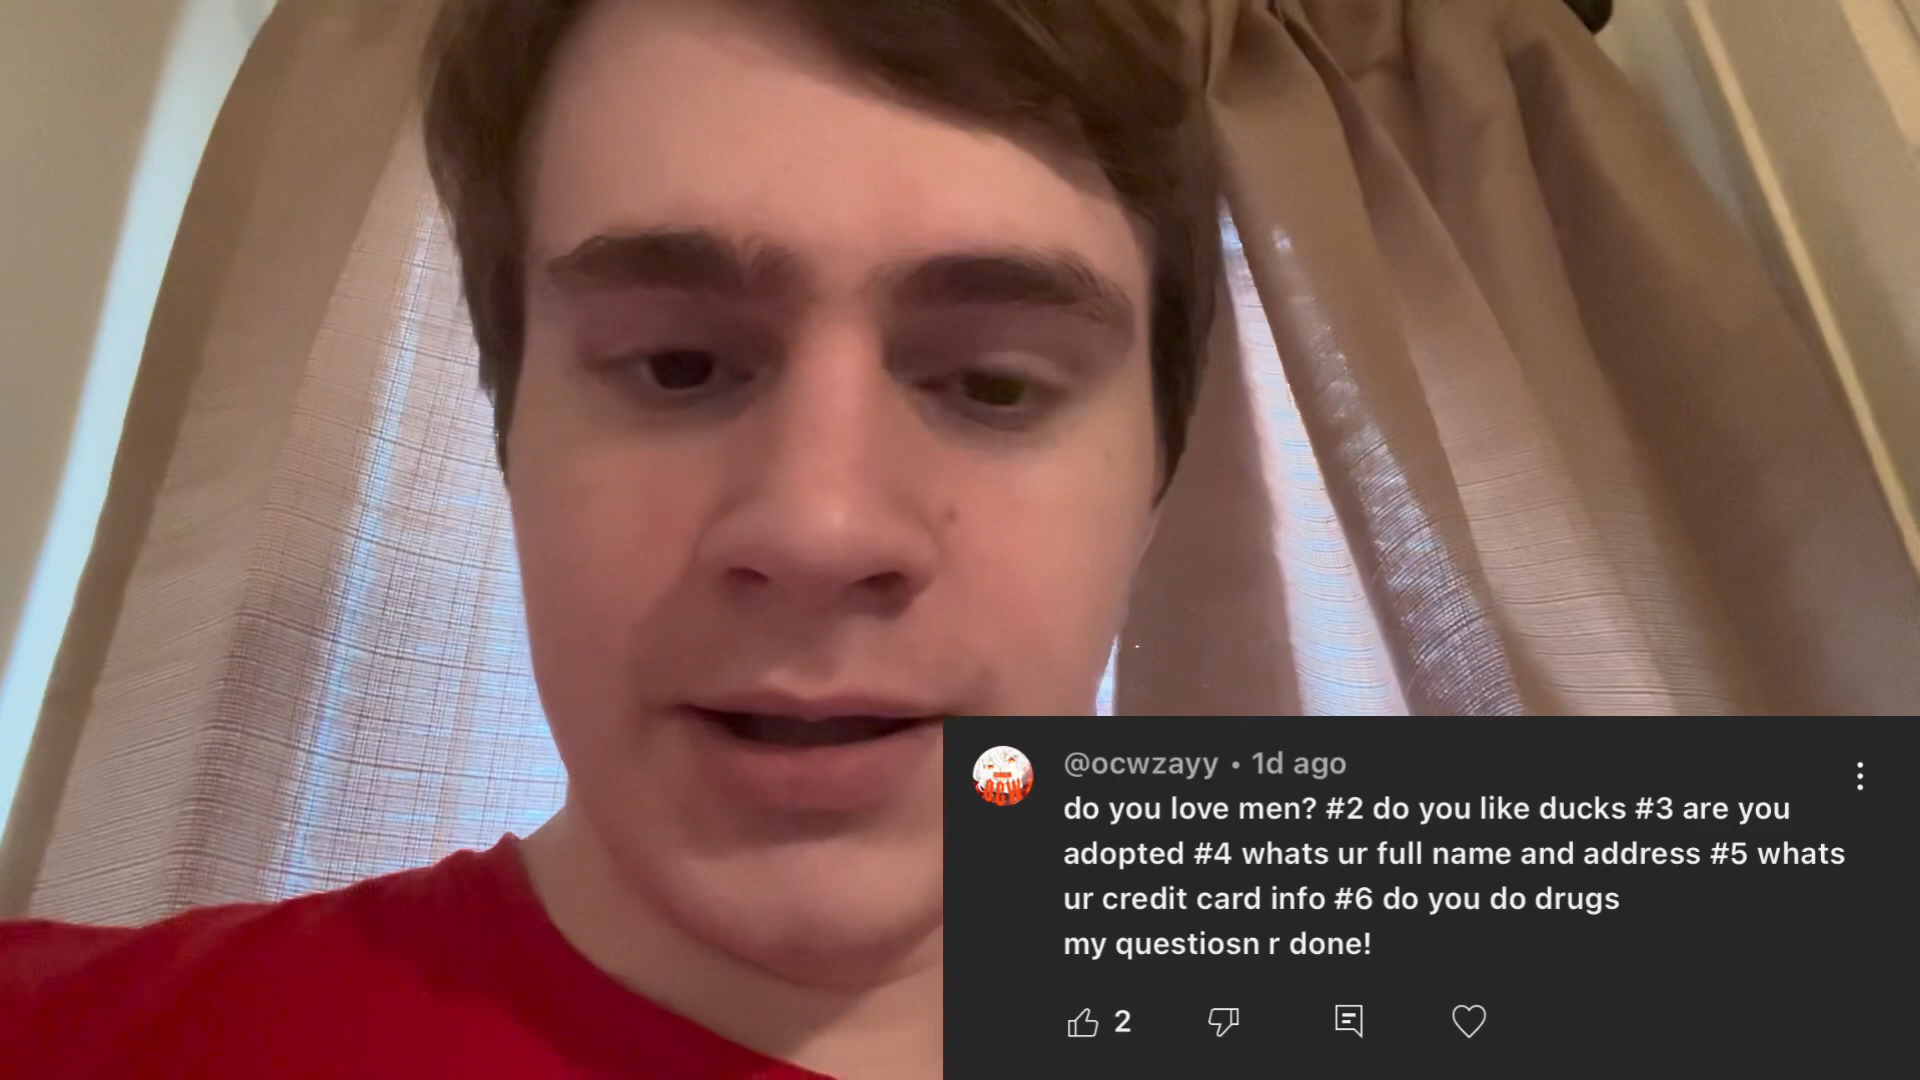 @ocwzayy • 1d ago
do you love men? #2 do you like ducks #3 are you
adopted #4 whats ur full name and address #5 whats
ur credit card info #6 do you do drugs
my questiosn r done!
2